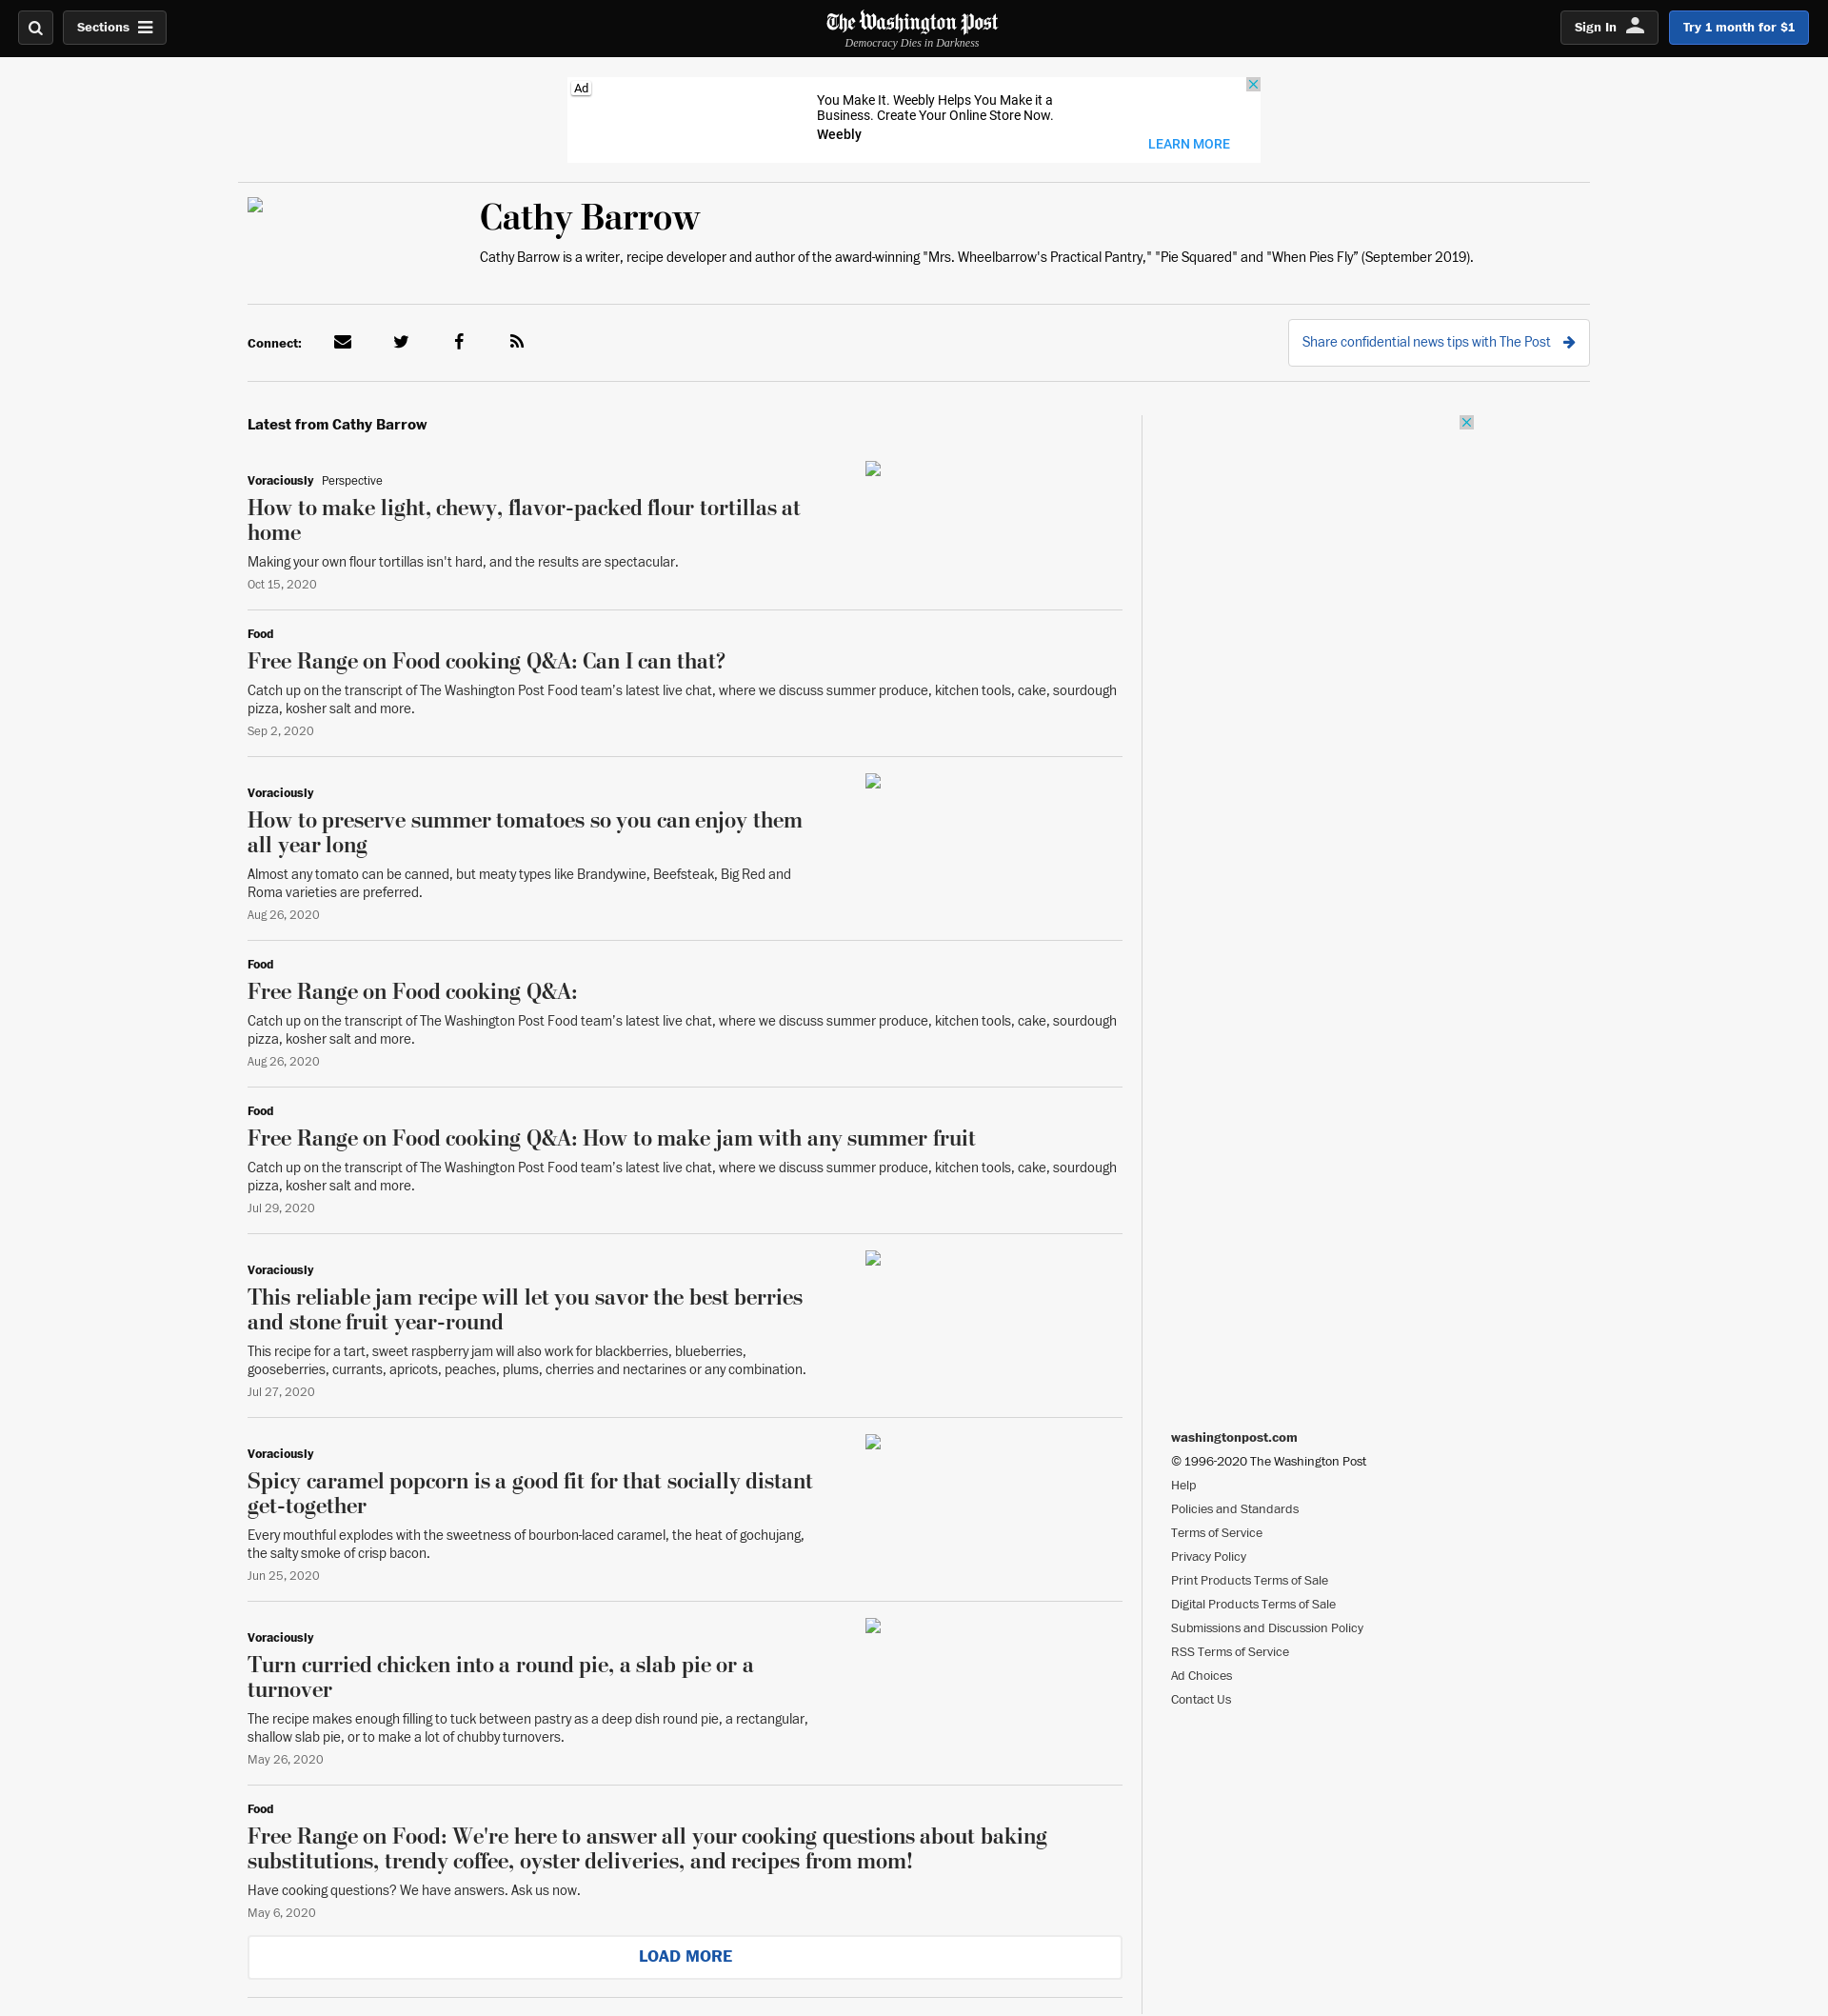 Sections
The Washington Post
Democracy Dies in Darkness
Sign In
Try 1 month for $1
Ad
You Make It. Weebly Helps You Make it a
Business. Create Your Online Store Now.
Weebly
LEARN MORE
Cathy Barrow
Cathy Barrow is a writer, recipe developer and author of the award-winning "Mrs. Wheelbarrow's Practical Pantry," "Pie Squared" and "When Pies Fly” (September 2019).
Connect:
Share confidential news tips with The Post
Latest from Cathy Barrow
Voraciously Perspective
How to make light, chewy, flavor-packed flour tortillas at
home
Making your own flour tortillas isn't hard, and the results are spectacular.
Oct 15, 2020
Food
Free Range on Food cooking Q&A: Can I can that?
Catch up on the transcript of The Washington Post Food team’s latest live chat, where we discuss summer produce, kitchen tools, cake, sourdough
pizza, kosher salt and more.
Sep 2, 2020
Voraciously
How to preserve summer tomatoes so you can enjoy them
all year long
Almost any tomato can be canned, but meaty types like Brandywine, Beefsteak, Big Red and
Roma varieties are preferred.
Aug 26, 2020
Food
Free Range on Food cooking Q&A:
Catch up on the transcript of The Washington Post Food team’s latest live chat, where we discuss summer produce, kitchen tools, cake, sourdough
pizza, kosher salt and more.
Aug 26, 2020
Food
Free Range on Food cooking Q&A: How to make jam with any summer fruit
Catch up on the transcript of The Washington Post Food team’s latest live chat, where we discuss summer produce, kitchen tools, cake, sourdough
pizza, kosher salt and more.
Jul 29, 2020
Voraciously
This reliable jam recipe will let you savor the best berries
and stone fruit year-round
This recipe for a tart, sweet raspberry jam will also work for blackberries, blueberries,
gooseberries, currants, apricots, peaches, plums, cherries and nectarines or any combination.
Jul 27, 2020
Voraciously
Spicy caramel popcorn is a good fit for that socially distant
get-together
Every mouthful explodes with the sweetness of bourbon-laced caramel, the heat of gochujang,
the salty smoke of crisp bacon.
Jun 25, 2020
Voraciously
Turn curried chicken into a round pie, a slab pie or a
turnover
The recipe makes enough filling to tuck between pastry as a deep dish round pie, a rectangular,
shallow slab pie, or to make a lot of chubby turnovers.
May 26, 2020
Food
Free Range on Food: We're here to answer all your cooking questions about baking
substitutions, trendy coffee, oyster deliveries, and recipes from mom!
Have cooking questions? We have answers. Ask us now.
May 6, 2020
LOAD MORE
washingtonpost.com
© 1996-2020 The Washington Post
Help
Policies and Standards
Terms of Service
Privacy Policy
Print Products Terms of Sale
Digital Products Terms of Sale
Submissions and Discussion Policy
RSS Terms of Service
Ad Choices
Contact Us